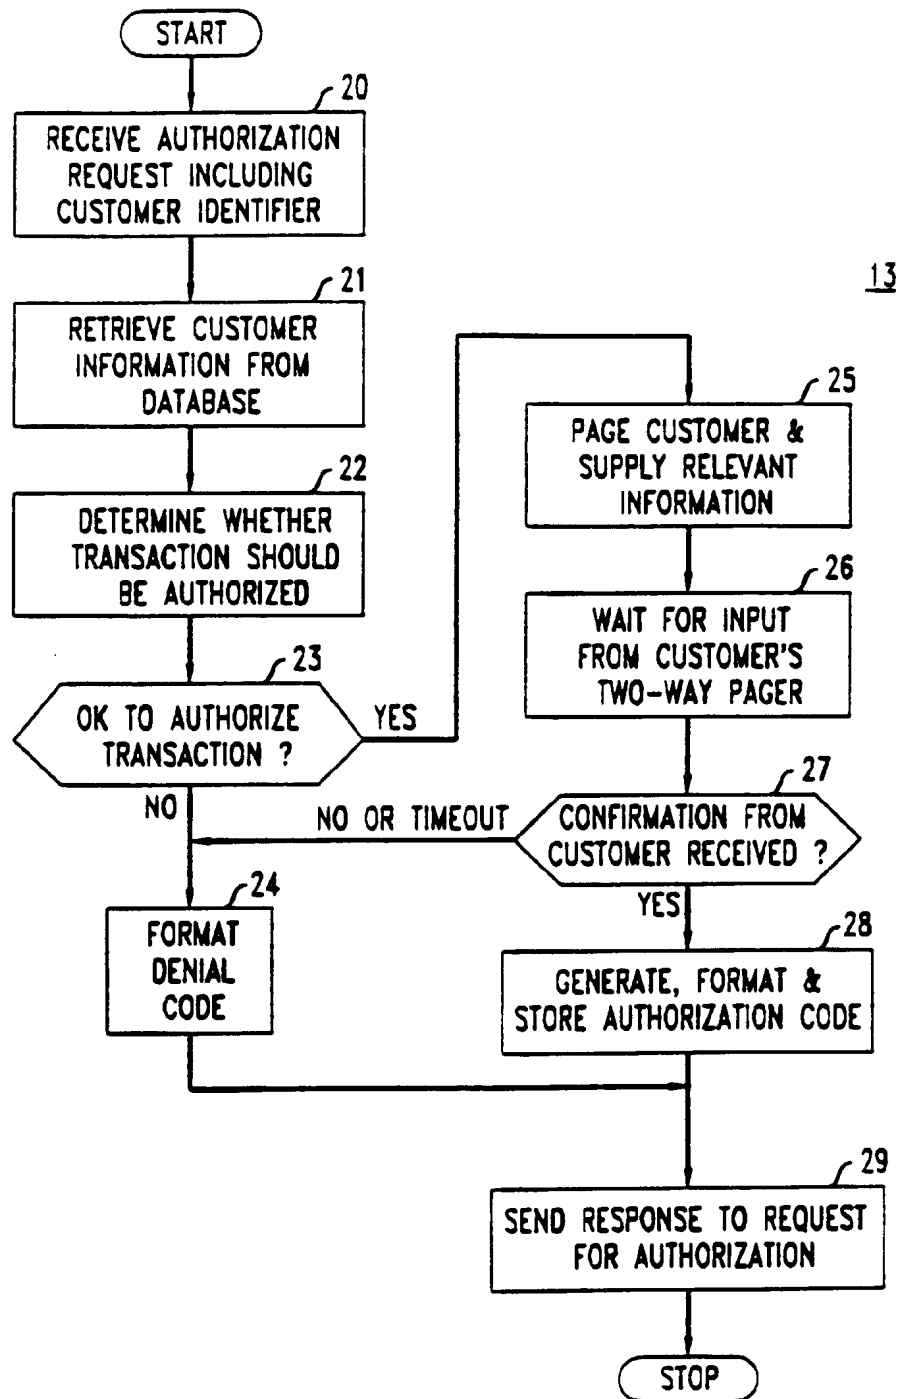 START
20
RECEIVE AUTHORIZATION
REQUEST INCLUDING
CUSTOMER IDENTIFIER
21
RETRIEVE CUSTOMER
INFORMATION FROM
DATABASE
22
DETERMINE WHETHER
TRANSACTION SHOULD
BE AUTHORIZED
23
OK TO AUTHORIZE
TRANSACTION ?
YES
NO
24
FORMAT
DENIAL
CODE
13
25
PAGE CUSTOMER &
SUPPLY RELEVANT
INFORMATION
26
WAIT FOR INPUT
FROM CUSTOMER'S
TWO-WAY PAGER
27
CONFIRMATION FROM
CUSTOMER RECEIVED ?
NO OR TIMEOUT
YES
28
GENERATE, FORMAT &
STORE AUTHORIZATION CODE
29
SEND RESPONSE TO REQUEST
FOR AUTHORIZATION
STOP